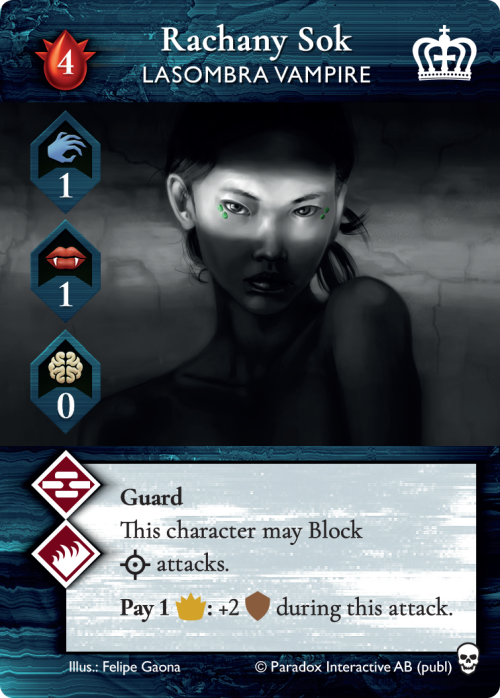 4
Rachany Sok
LASOMBRA VAMPIRE
1
1
0
Guard
This character may Block
attacks.
Pay 1 : +2 during this attack.
Illus.: Felipe Gaona
© Paradox Interactive AB (publ)